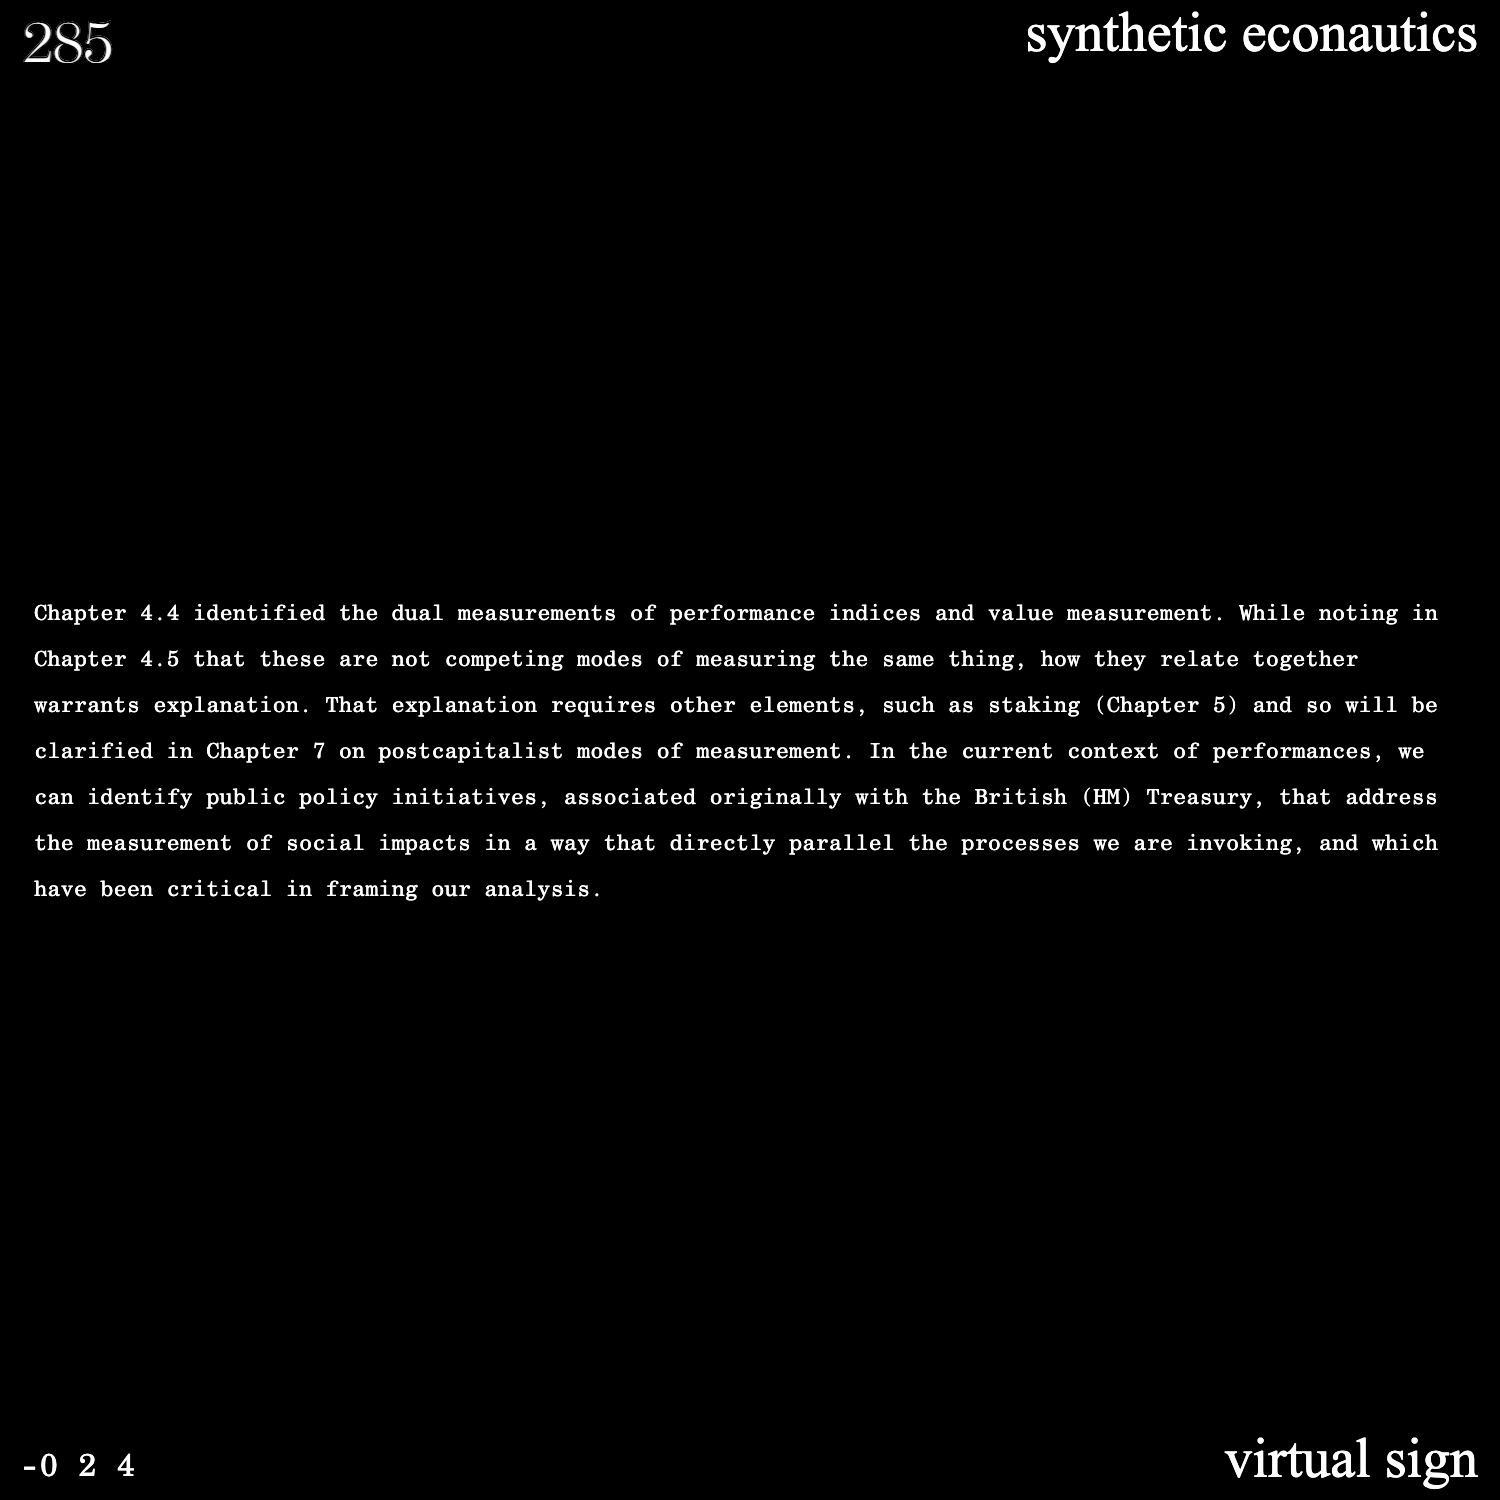 285
synthetic econautics
Chapter 4.4 identified the dual measurements of performance indices and value measurement. While noting in
Chapter 4.5 that these are not competing modes of measuring the same thing, how they relate together
warrants explanation. That explanation requires other elements, such as staking (Chapter 5) and so will be
clarified in Chapter 7 on postcapitalist modes of measurement. In the current context of performances, we
can identify public policy initiatives, associated originally with the British (HM) Treasury, that address
the measurement of social impacts in a way that directly parallel the processes we are invoking, and which
have been critical in framing our analysis.
-0 2 4
virtual sign